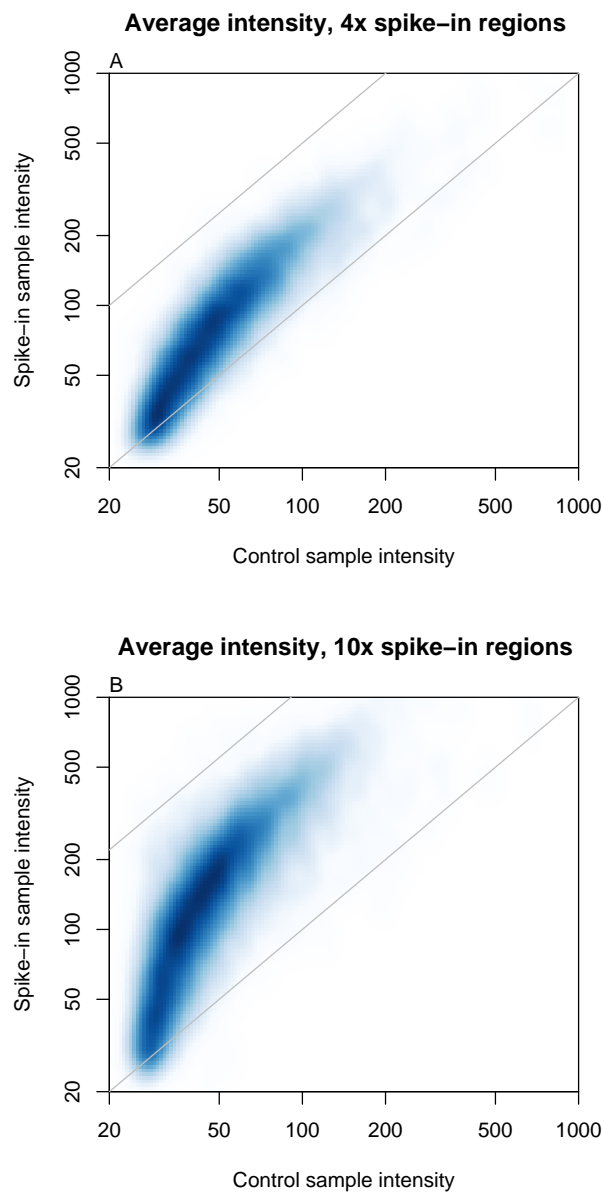 Average intensity, 4x spike−in regions
A
1000
500
200
100
50
20
Spike−in sample intensity
20 50 100 200 500 1000
Control sample intensity
Average intensity, 10x spike−in regions
B
1000
500
200
100
50
20
Spike−in sample intensity
20 50 100 200 500 1000
Control sample intensity